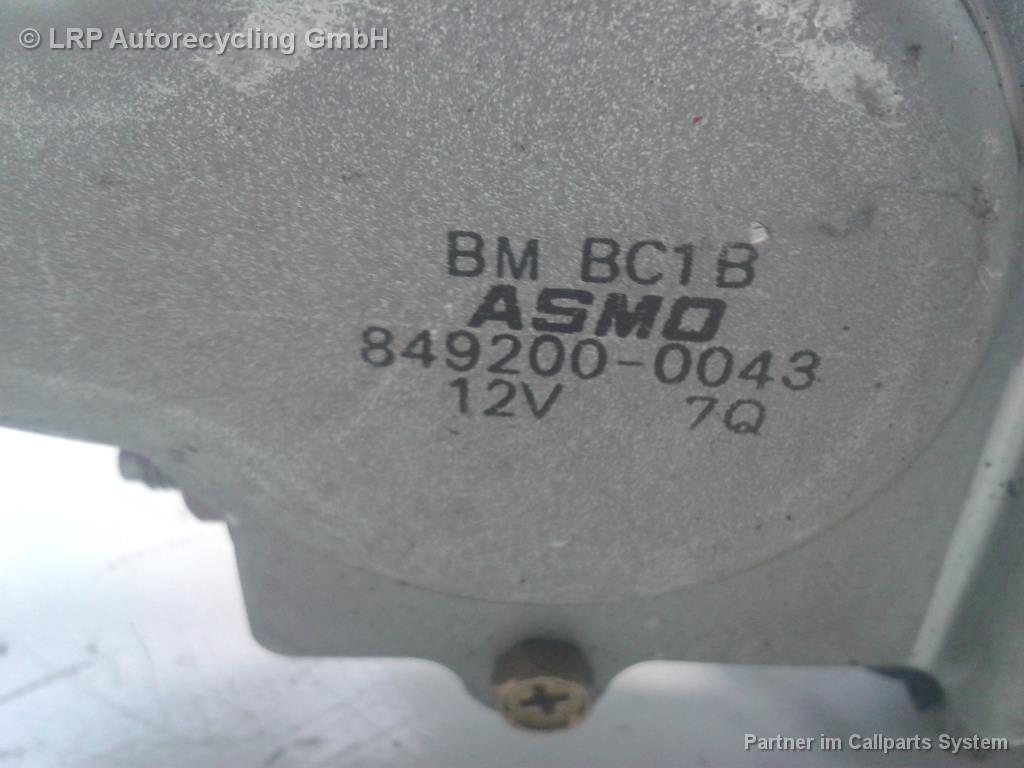 © LRP Autorecycling GmbH
BM BC1B
ASMO
849200-0043
12V 7Q
Partner im Callparts System